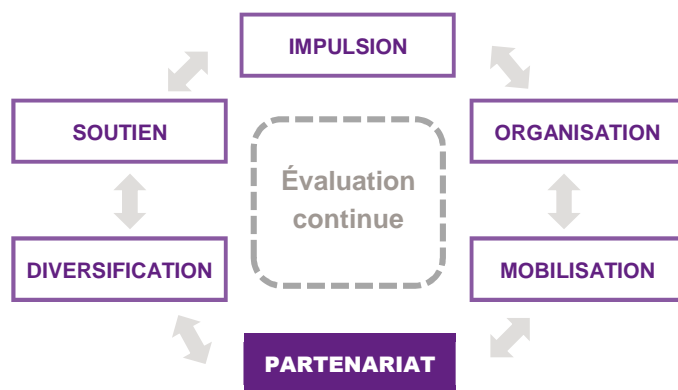 IMPULSION
SOUTIEN
ORGANISATION
Évaluation
continue
DIVERSIFICATION
MOBILISATION
PARTENARIAT